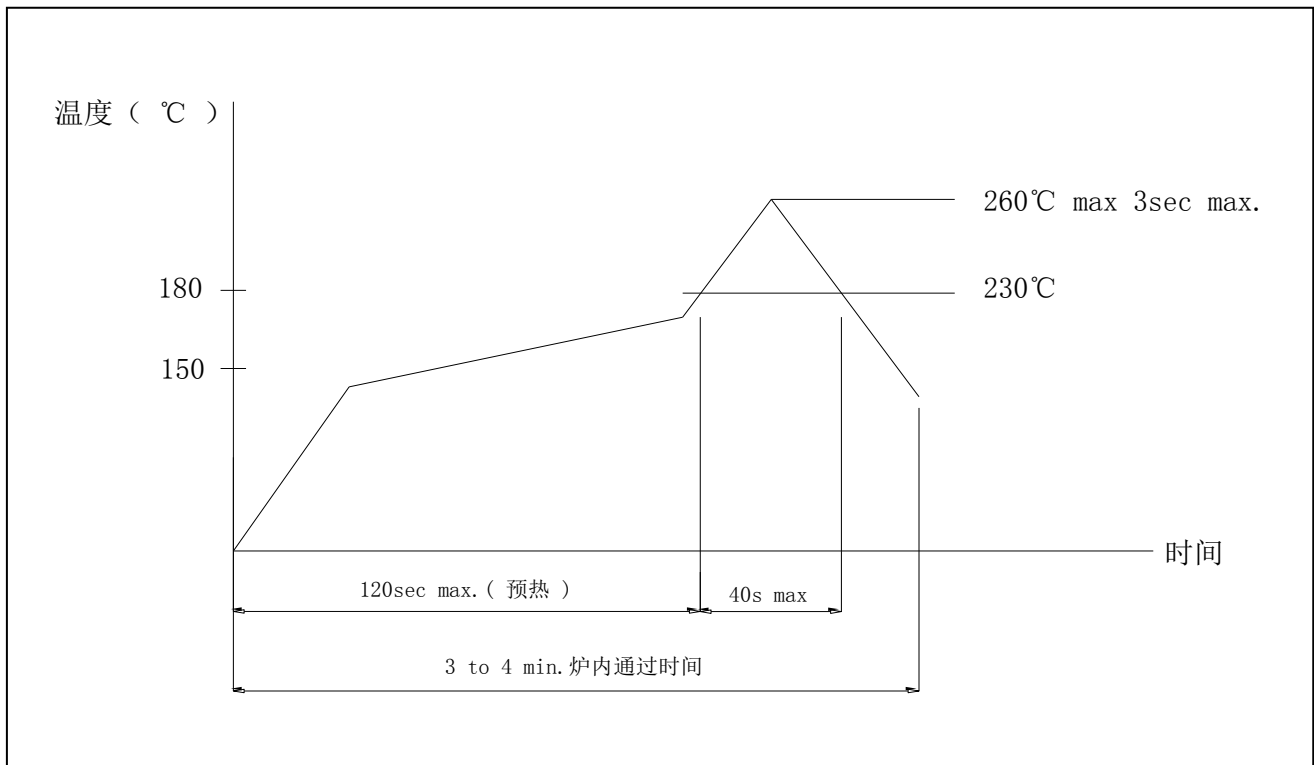 温度( ℃ )
260℃ max 3sec max.
180
230℃
150
时间
120sec max.( 预热 )
40s max
3 to 4 min.炉内通过时间